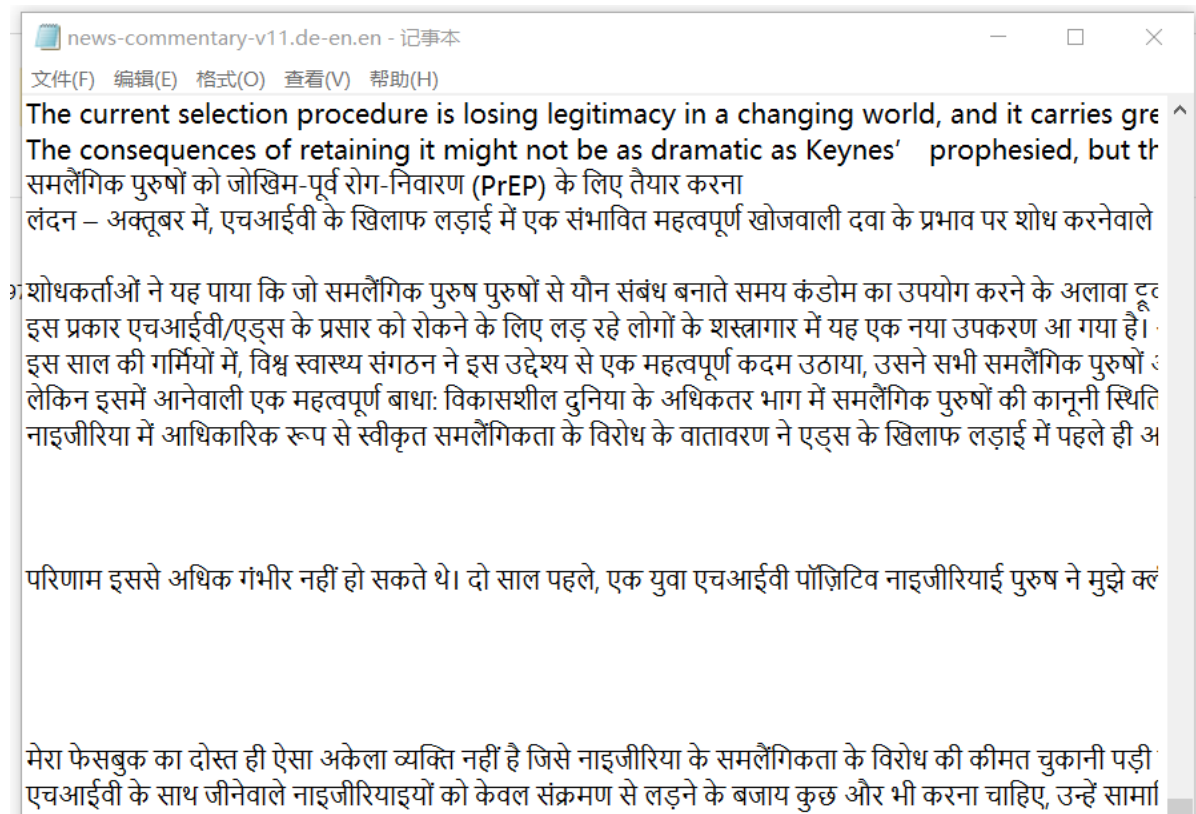 news-commentary-v11.de-en.en - 记事本
文件(F) 编辑(E) 格式(O) 查看(V) 帮助(H)
The current selection procedure is losing legitimacy in a changing world, and it carries gre
The consequences of retaining it might not be as dramatic as Keynes’ prophesied, but th
समलैंगिक पुरुषों को जोखिम-पूर्व रोग-निवारण (PrEP) के लिए तैयार करना
लंदन – अक्तूबर में, एचआईवी के खिलाफ लड़ाई में एक संभावित महत्वपूर्ण खोजवाली दवा के प्रभाव पर शोध करनेवाले
शोधकर्ताओं ने यह पाया कि जो समलैंगिक पुरुष पुरुषों से यौन संबंध बनाते समय कंडोम का उपयोग करने के अलावा
इस प्रकार एचआईवी/एड्स के प्रसार को रोकने के लिए लड़ रहे लोगों के शस्त्रागार में यह एक नया उपकरण आ गया है।
इस साल की गर्मियों में, विश्व स्वास्थ्य संगठन ने इस उद्देश्य से एक महत्वपूर्ण कदम उठाया, उसने सभी समलैंगिक पुरुषों
लेकिन इसमें आनेवाली एक महत्वपूर्ण बाधा: विकासशील दुनिया के अधिकतर भाग में समलैंगिक पुरुषों की कानूनी स्थिति
नाइजीरिया में आधिकारिक रूप से स्वीकृत समलैंगिकता के विरोध के वातावरण ने एड्स के खिलाफ लड़ाई में पहले ही
परिणाम इससे अधिक गंभीर नहीं हो सकते थे। दो साल पहले, एक युवा एचआईवी पॉज़िटिव नाइजीरियाई पुरुष ने मुझे
मेरा फेसबुक का दोस्त ही ऐसा अकेला व्यक्ति नहीं है जिसे नाइजीरिया के समलैंगिकता के विरोध की कीमत चुकानी पड़ी
एचआईवी के साथ जीनेवाले नाइजीरियाइयों को केवल संक्रमण से लड़ने के बजाय कुछ और भी करना चाहिए, उन्हें